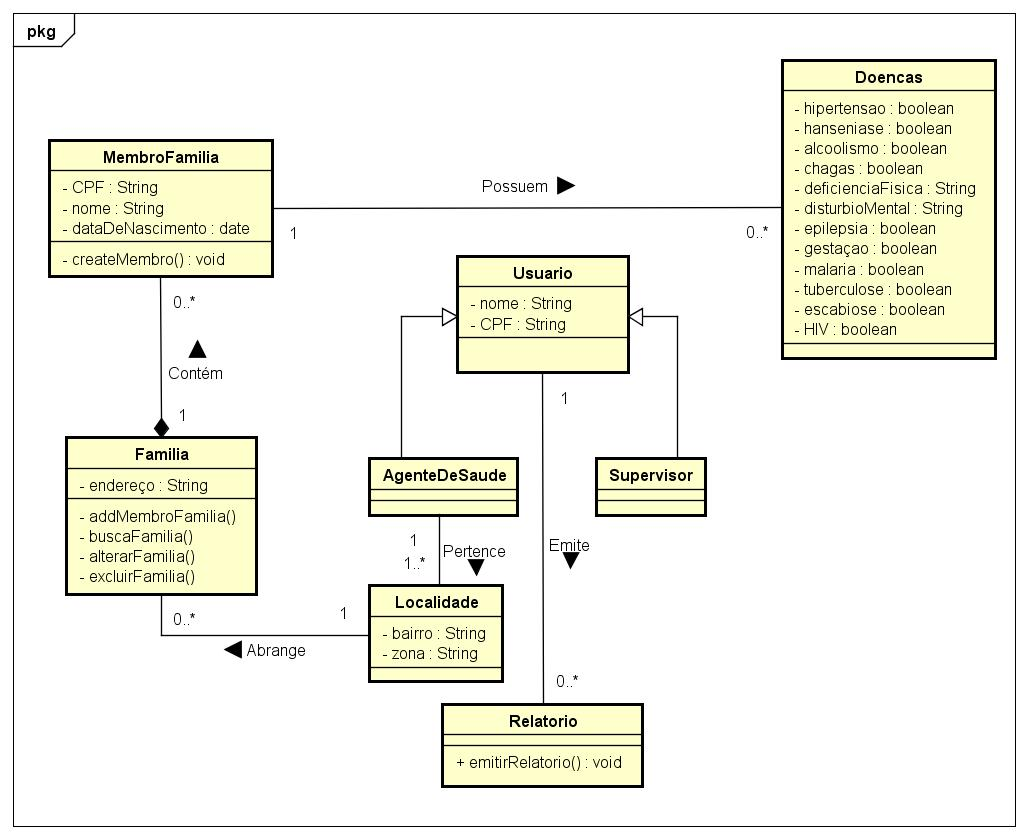 pkg
Doencas
- hipertensao : boolean
- hanseniase : boolean
- alcoolismo : boolean
- chagas : boolean
- deficienciaFisica : String
- disturbioMental : String
- epilepsia : boolean
- gestaçao : boolean
- malaria : boolean
- tuberculose : boolean
- escabiose : boolean
- HIV : boolean
MembroFamilia
- CPF : String
- nome : String
- dataDeNascimento : date
- createMembro() : void
Possuem
1
0..*
Usuario
- nome : String
- CPF : String
0..*
Contém
1
1
Familia
- endereço : String
- addMembroFamilia()
- buscaFamilia()
- alterarFamilia()
- excluirFamilia()
AgenteDeSaude
Supervisor
1
1..*
Pertence
Emite
Localidade
- bairro : String
- zona : String
0..*
1
Abrange
0..*
Relatorio
+ emitirRelatorio() : void